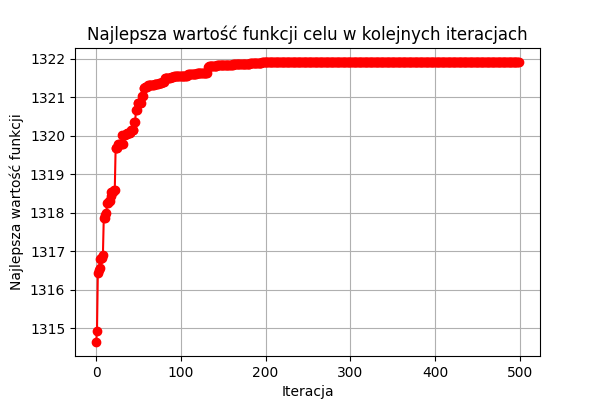 Najlepsza wartość funkcji celu w kolejnych iteracjach
1322
1321
1320
1319
1318
1317
1316
1315
Najlepsza wartość funkcji
0 100 200 300 400 500
Iteracja